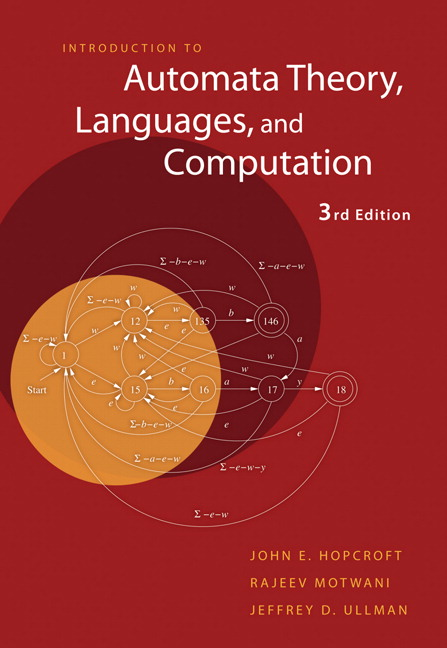 INTRODUCTION TO
Automata Theory,
Languages, and
Computation
3rd Edition
Σ – b – e – w
Σ – a – e – w
w
w
Σ – e – w
w
b
12
135
146
e
e
Σ – e – w
w
a
1
w
w
w
w
e
Start
e
15
b
16
a
17
y
18
e
e
e
e
Σ – b – e – w
Σ – a – e – w
Σ – e – w – y
Σ – e – w
JOHN E. HOPCROFT
RAJEEV MOTWANI
JEFFREY D. ULLMAN